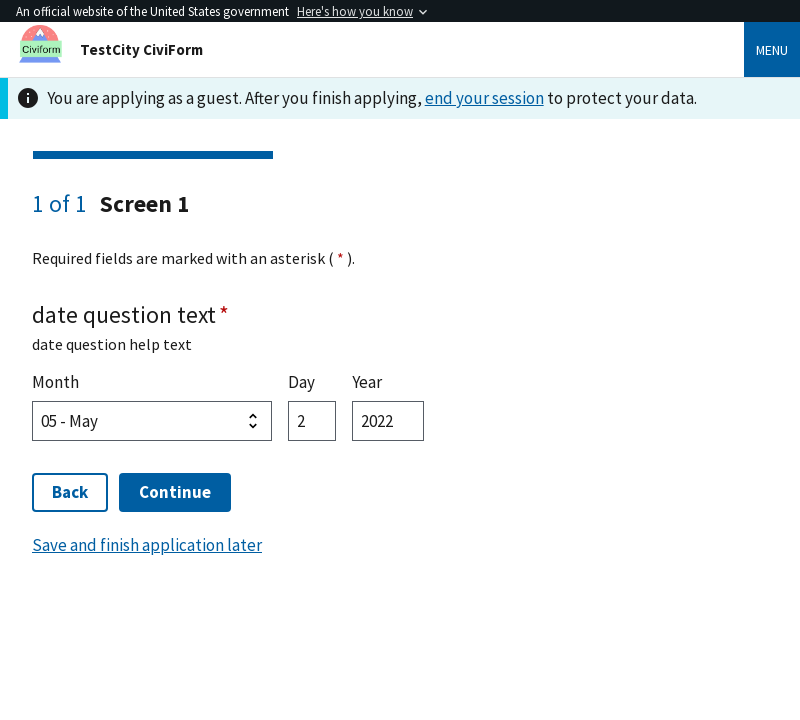 An official website of the United States government Here's how you know
Civiform
TestCity CiviForm
MENU
You are applying as a guest. After you finish applying, end your session to protect your data.
1 of 1 Screen 1
Required fields are marked with an asterisk ( * ).
date question text *
date question help text
Month Day Year
05 - May 2 2022
Back Continue
Save and finish application later